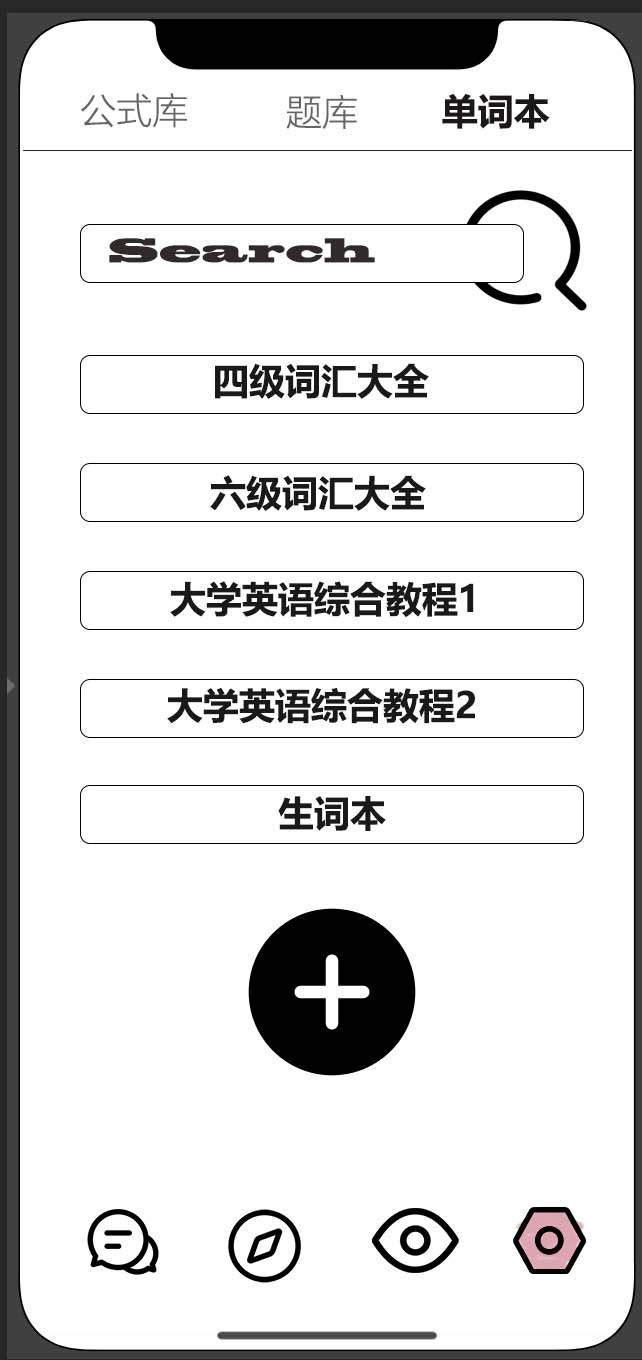 公式库 题库 单词本
Search
四级词汇大全
六级词汇大全
大学英语综合教程1
大学英语综合教程2
生词本